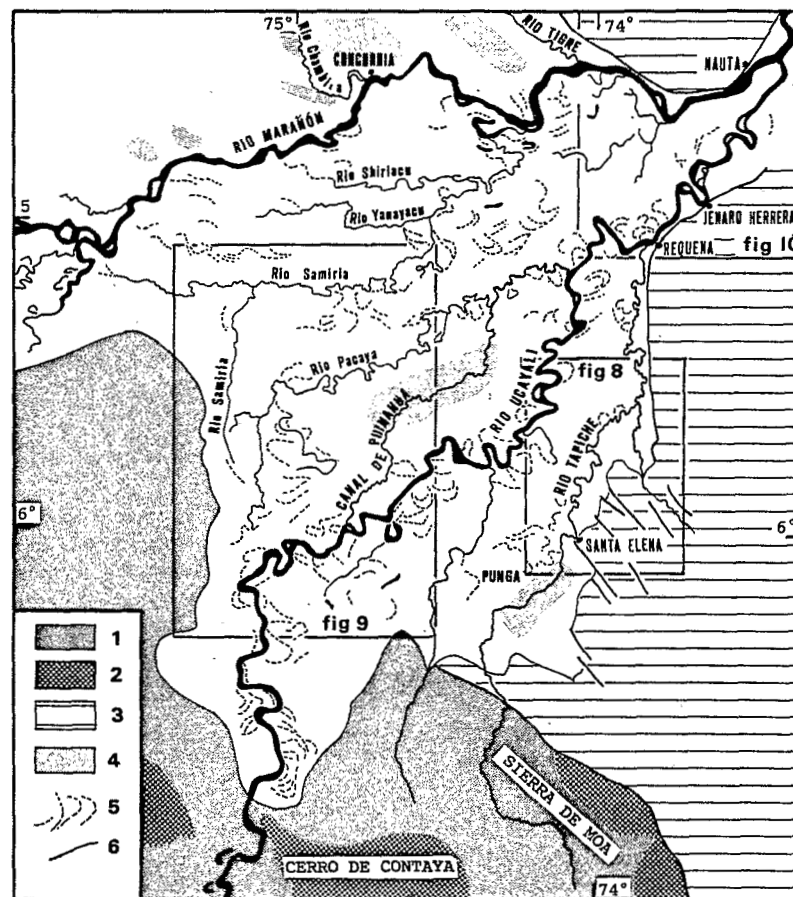 75°
74°
RIO TIGRE
Rio Chambira
CONCORDIA
NAUTA
RIO MARAÑÓN
Rio Shiriacu
5
Rio Yanayacu
JENARO HERRERA
REQUENA
fig 10
Rio Samiria
Rio Pacaya
RIO UCAYALI
fig 8
Rio Samiria
CANAL DE PUINAHUA
RIO TAPICHE
6°
6°
SANTA ELENA
PUNGA
fig 9
1
2
3
4
5
6
SIERRA DE MOA
CERRO DE CONTAYA
74°